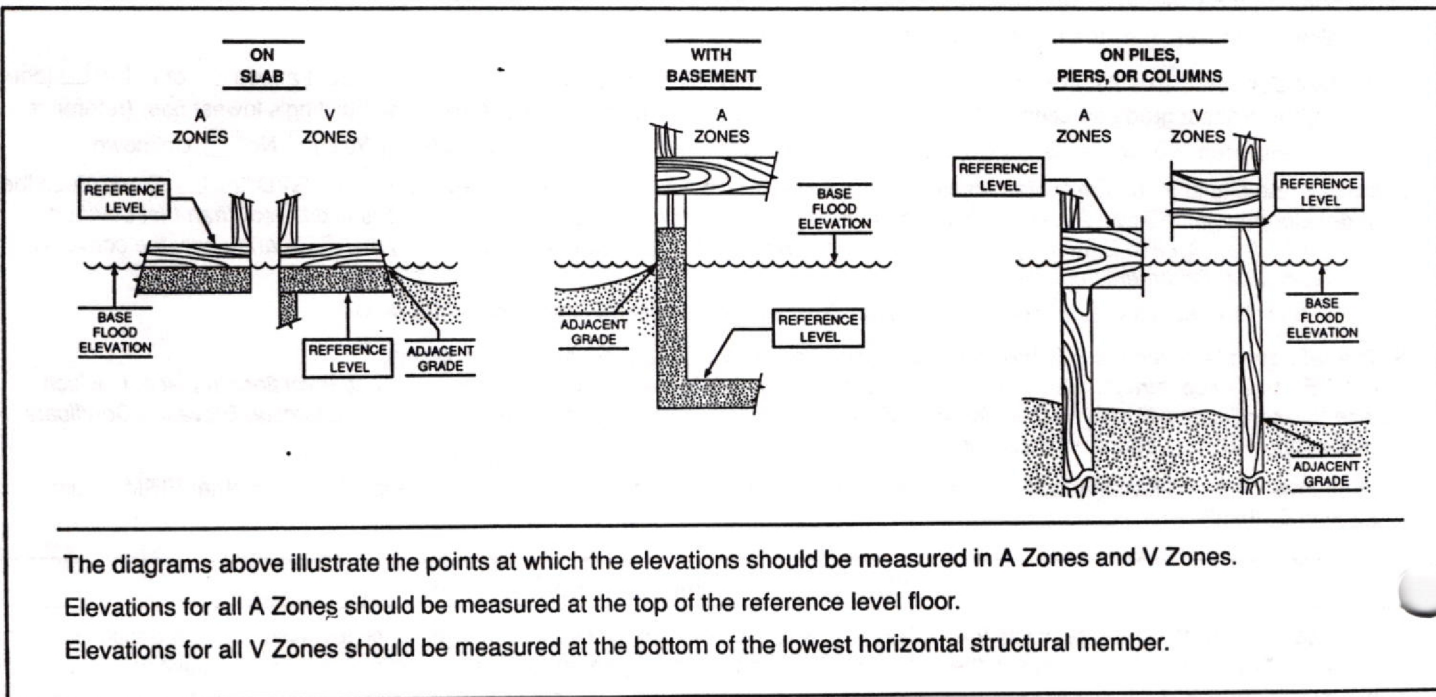 ON
SLAB
A
ZONES
V
ZONES
REFERENCE
LEVEL
BASE
FLOOD
ELEVATION
REFERENCE
LEVEL
ADJACENT
GRADE
WITH
BASEMENT
A
ZONES
BASE
FLOOD
ELEVATION
ADJACENT
GRADE
REFERENCE
LEVEL
ON PILES,
PIERS, OR COLUMNS
A
ZONES
V
ZONES
REFERENCE
LEVEL
REFERENCE
LEVEL
BASE
FLOOD
ELEVATION
ADJACENT
GRADE
The diagrams above illustrate the points at which the elevations should be measured in A Zones and V Zones.
Elevations for all A Zones should be measured at the top of the reference level floor.
Elevations for all V Zones should be measured at the bottom of the lowest horizontal structural member.